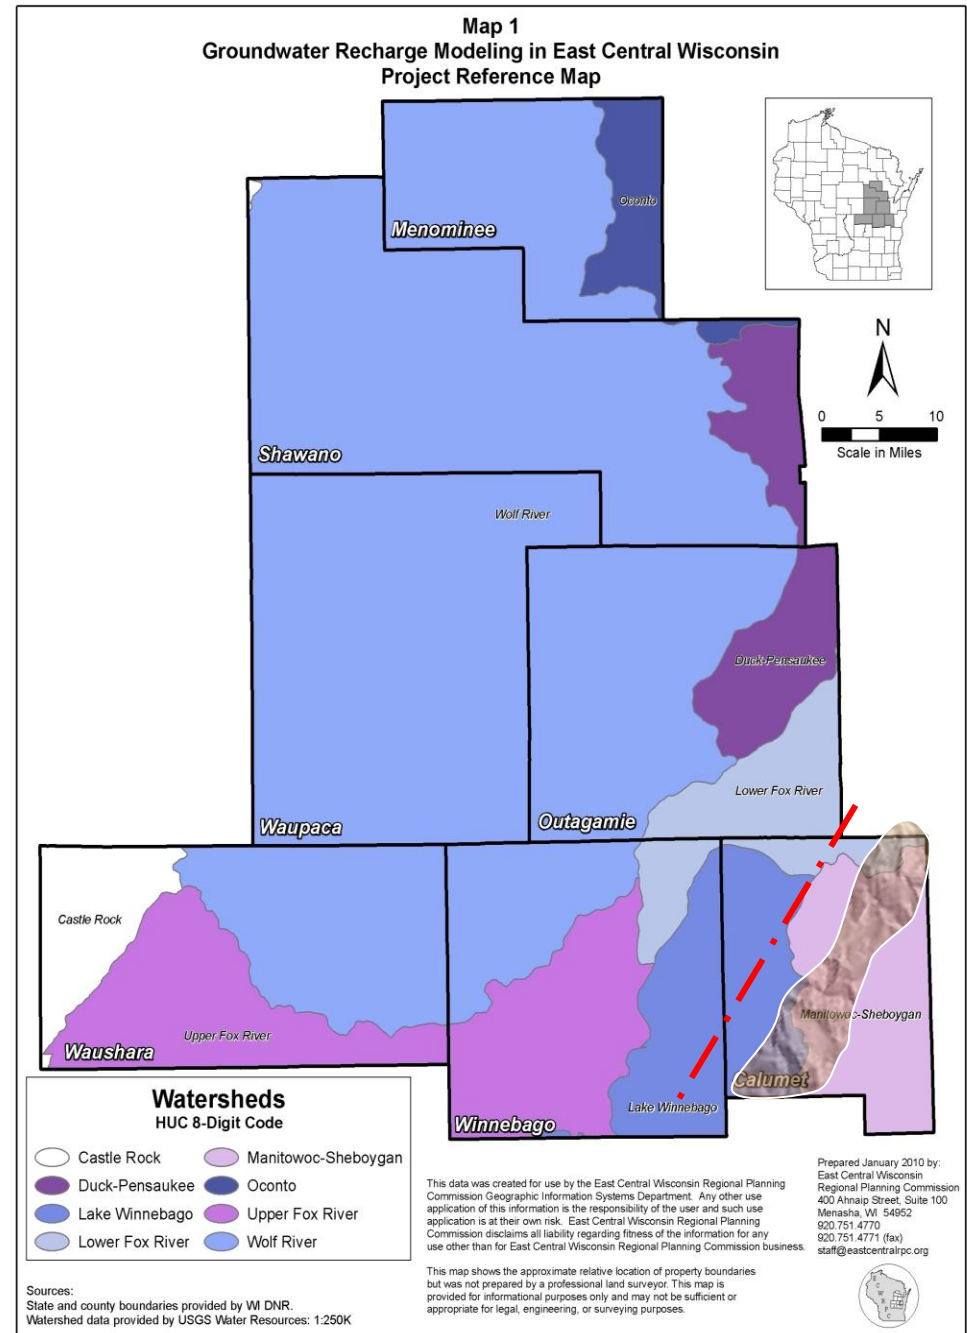 Map 1
Groundwater Recharge Modeling in East Central Wisconsin
Project Reference Map
Oconto
Menominee
N
0 5 10
Scale in Miles
Shawano
Wolf River
Duck-Pensaukee
Lower Fox River
Waupaca
Outagamie
Castle Rock
Manitowoc-Sheboygan
Upper Fox River
Waushara
Calumet
Lake Winnebago
Winnebago
Watersheds
HUC 8-Digit Code
Castle Rock
Manitowoc-Sheboygan
Duck-Pensaukee
Oconto
Lake Winnebago
Upper Fox River
Lower Fox River
Wolf River
This data was created for use by the East Central Wisconsin Regional Planning
Commission Geographic Information Systems Department. Any other use
application of this information is the responsibility of the user and such use
application is at their own risk. East Central Wisconsin Regional Planning
Commission disclaims all liability regarding fitness of the information for any
use other than for East Central Wisconsin Regional Planning Commission business.
This map shows the approximate relative location of property boundaries
but was not prepared by a professional land surveyor. This map is
provided for informational purposes only and may not be sufficient or
appropriate for legal, engineering, or surveying purposes.
Prepared January 2010 by:
East Central Wisconsin
Regional Planning Commission
400 Ahnaip Street, Suite 100
Menasha, WI 54952
920.751.4770
920.751.4771 (fax)
staff@eastcentralrpc.org
Sources:
State and county boundaries provided by WI DNR.
Watershed data provided by USGS Water Resources: 1:250K
E C W R P C